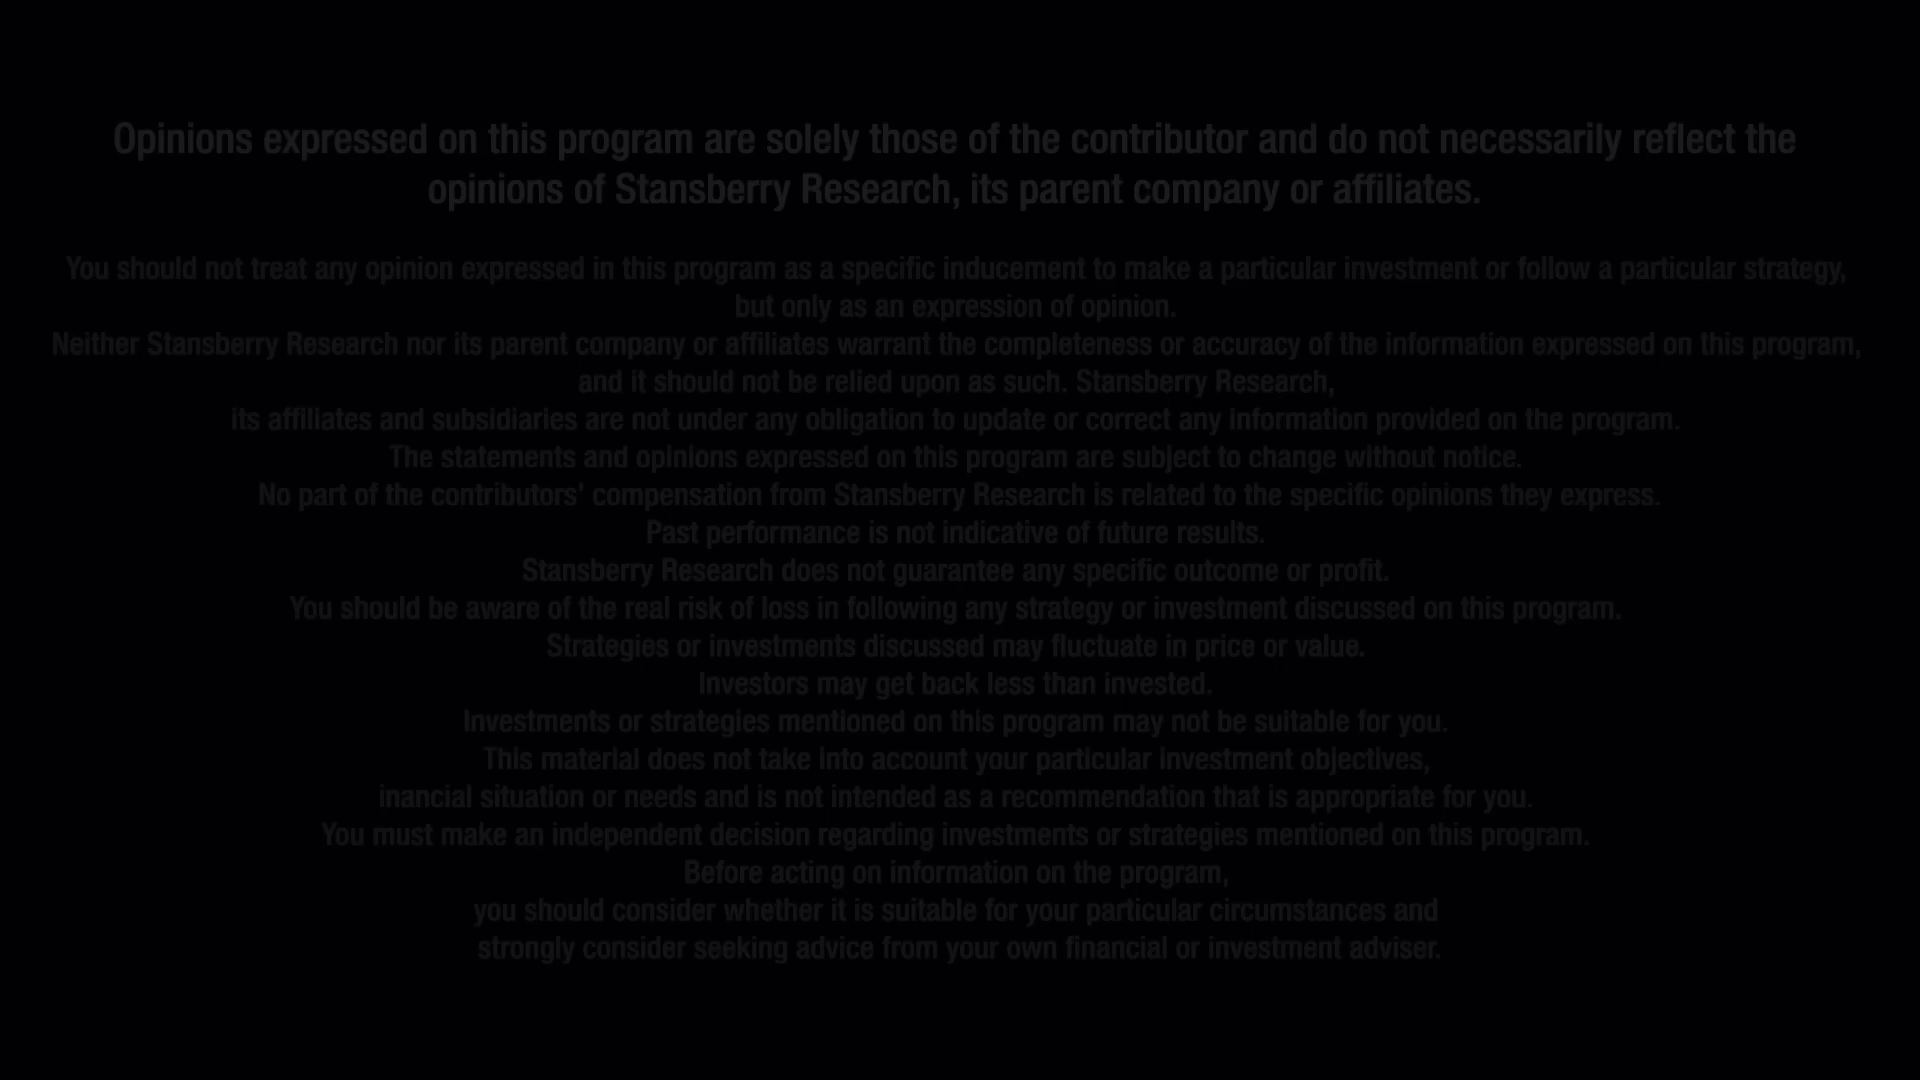 Opinions expressed on this program are solely those of the contributor and do not necessarily reflect the
opinions of Stansberry Research, its parent company or affiliates.
You should not treat any opinion expressed in this program as a specific inducement to make a particular investment or follow a particular strategy,
but only as an expression of opinion.
Neither Stansberry Research nor its parent company or affiliates warrant the completeness or accuracy of the information expressed on this program,
and it should not be relied upon as such. Stansberry Research,
its affiliates and subsidiaries are not under any obligation to update or correct any information provided on the program.
The statements and opinions expressed on this program are subject to change without notice.
No part of the contributors' compensation from Stansberry Research is related to the specific opinions they express.
Past performance is not indicative of future results.
Stansberry Research does not guarantee any specific outcome or profit.
You should be aware of the real risk of loss in following any strategy or investment discussed on this program.
Strategies or investments discussed may fluctuate in price or value.
Investors may get back less than invested.
Investments or strategies mentioned on this program may not be suitable for you.
This material does not take into account your particular investment objectives,
inancial situation or needs and is not intended as a recommendation that is appropriate for you.
You must make an independent decision regarding investments or strategies mentioned on this program.
Before acting on information on the program,
you should consider whether it is suitable for your particular circumstances and
strongly consider seeking advice from your own financial or investment adviser.